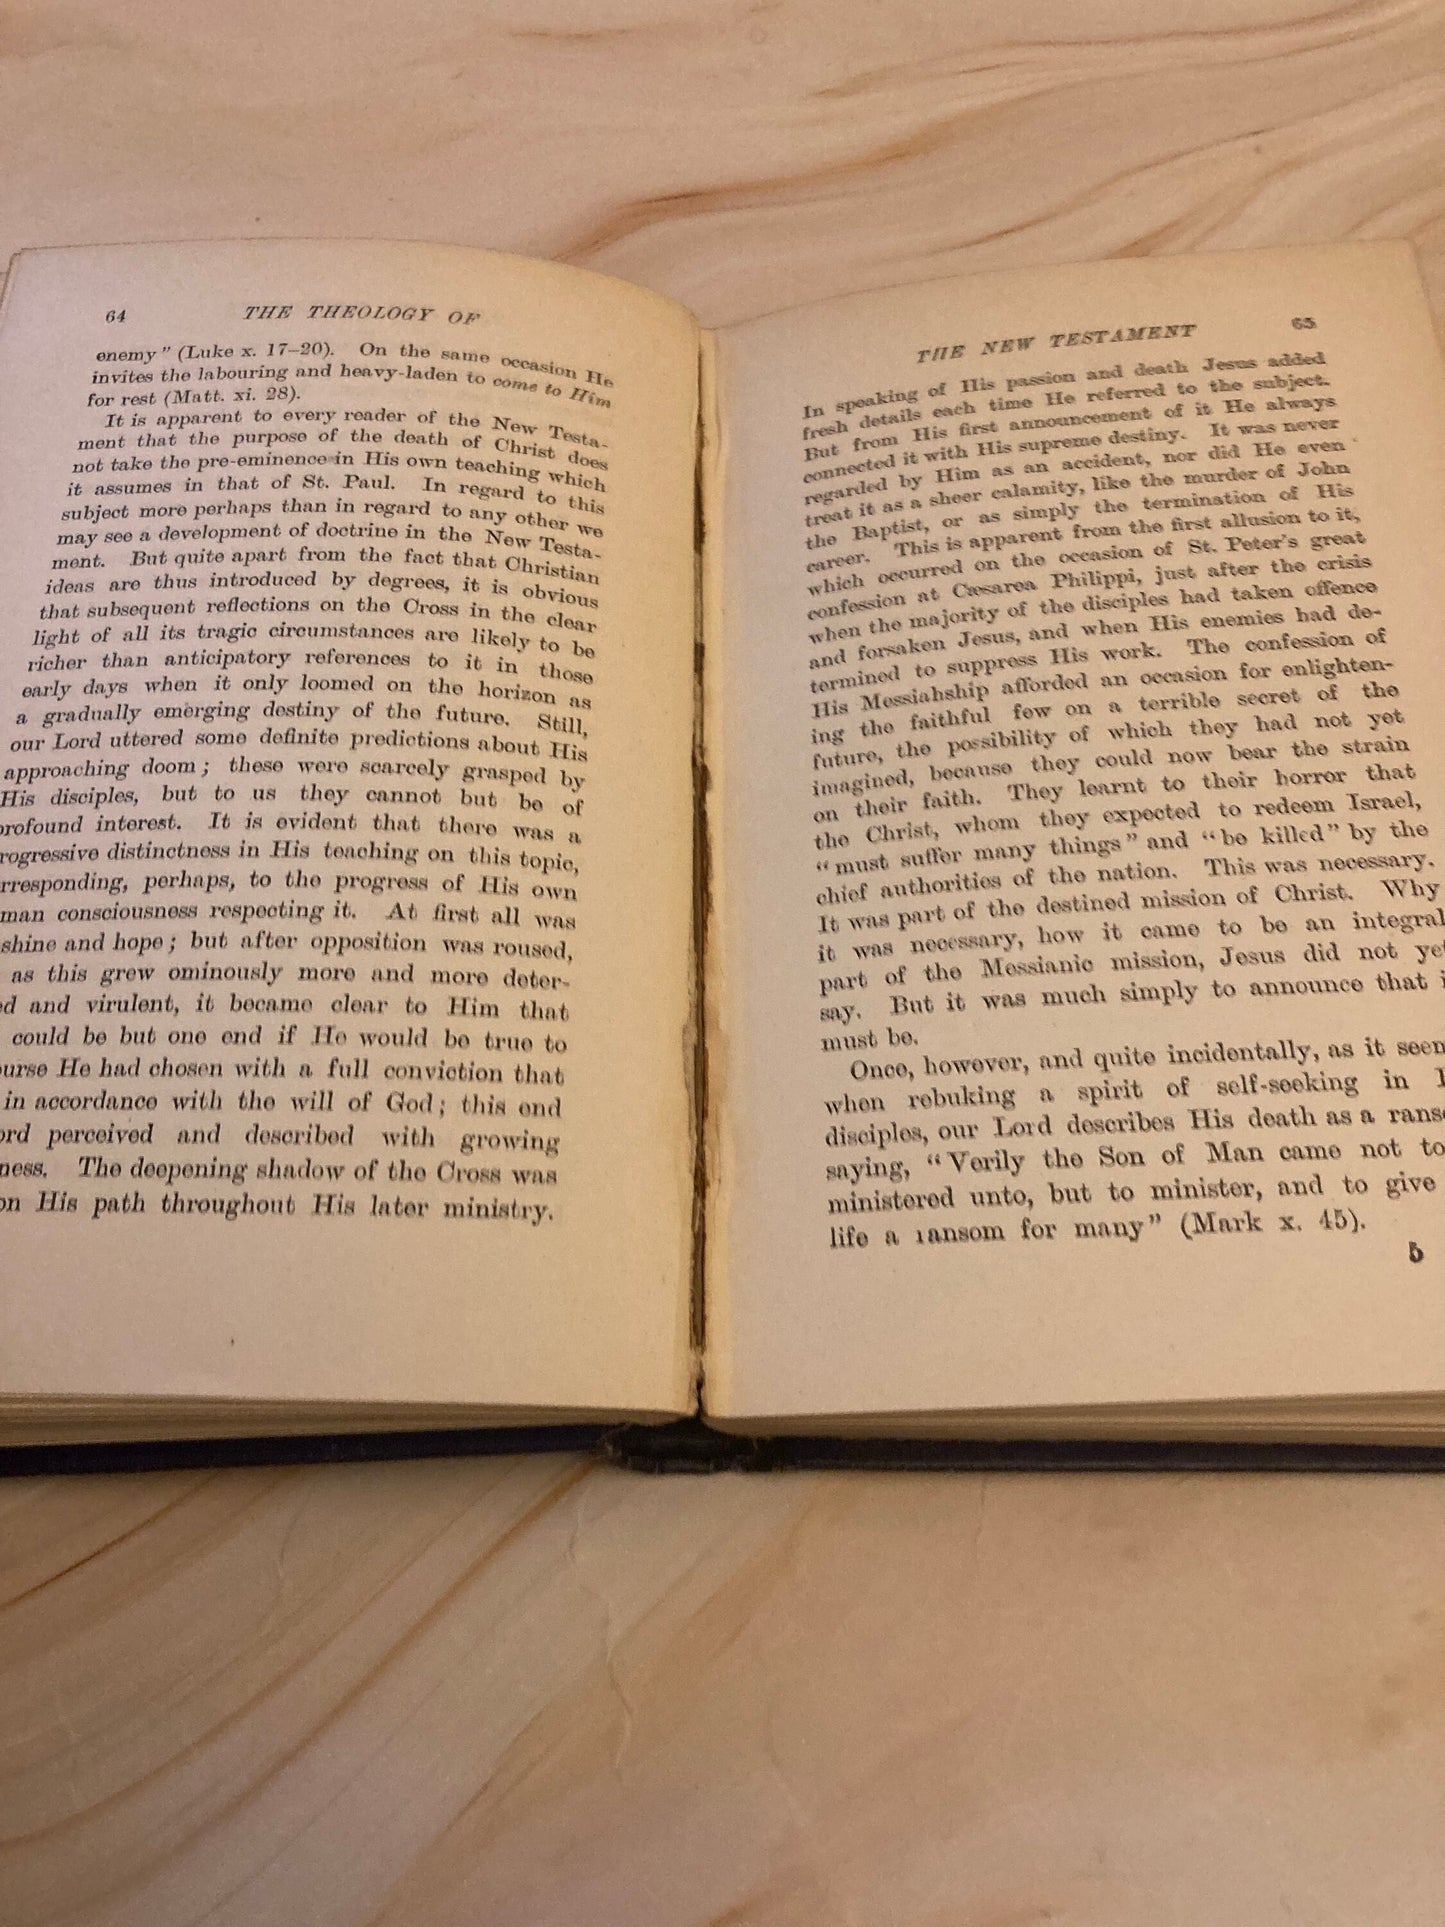 64 THE THEOLOGY OF
enemy" (Luke x. 17–20). On the same occasion He
invites the labouring and heavy-laden to come to Him
for rest (Matt. xi. 28).
It is apparent to every reader of the New Testa-
ment that the purpose of the death of Christ does
not take the pre-eminence in His own teaching which
it assumes in that of St. Paul. In regard to this
subject more perhaps than in regard to any other we
may see a development of doctrine in the New Testa-
ment. But quite apart from the fact that Christian
ideas are thus introduced by degrees, it is obvious
that subsequent reflections on the Cross in the clear
light of all its tragic circumstances are likely to be
richer than anticipatory references to it in those
early days when it only loomed on the horizon as
a gradually emerging destiny of the future. Still,
our Lord uttered some definite predictions about His
approaching doom; these were scarcely grasped by
His disciples, but to us they cannot but be of
profound interest. It is evident that there was a
rogressive distinctness in His teaching on this topic,
rresponding, perhaps, to the progress of His own
man consciousness respecting it. At first all was
shine and hope; but after opposition was roused,
as this grew ominously more and more deter-
ed and virulent, it became clear to Him that
could be but one end if He would be true to
ourse He had chosen with a full conviction that
in accordance with the will of God; this end
ord perceived and described with growing
ness. The deepening shadow of the Cross was
on His path throughout His later ministry.
THE NEW TESTAMENT 65
In speaking of His passion and death Jesus added
fresh details each time He referred to the subject.
But from His first announcement of it He always
connected it with His supreme destiny. It was never
regarded by Him as an accident, nor did He even
treat it as a sheer calamity, like the murder of John
the Baptist, or as simply the termination of His
career. This is apparent from the first allusion to it,
which occurred on the occasion of St. Peter's great
confession at Cæsarea Philippi, just after the crisis
when the majority of the disciples had taken offence
and forsaken Jesus, and when His enemies had de-
termined to suppress His work. The confession of
His Messiahship afforded an occasion for enlighten-
ing the faithful few on a terrible secret of the
future, the possibility of which they had not yet
imagined, because they could now bear the strain
on their faith. They learnt to their horror that
the Christ, whom they expected to redeem Israel,
"must suffer many things" and "be killed" by the
chief authorities of the nation. This was necessary.
It was part of the destined mission of Christ. Why
it was necessary, how it came to be an integral
part of the Messianic mission, Jesus did not yet
say. But it was much simply to announce that i
must be.
Once, however, and quite incidentally, as it seem
when rebuking a spirit of self-seeking in
disciples, our Lord describes His death as a ranso
saying, "Verily the Son of Man came not to
ministered unto, but to minister, and to give
life a ransom for many" (Mark x. 45).
5